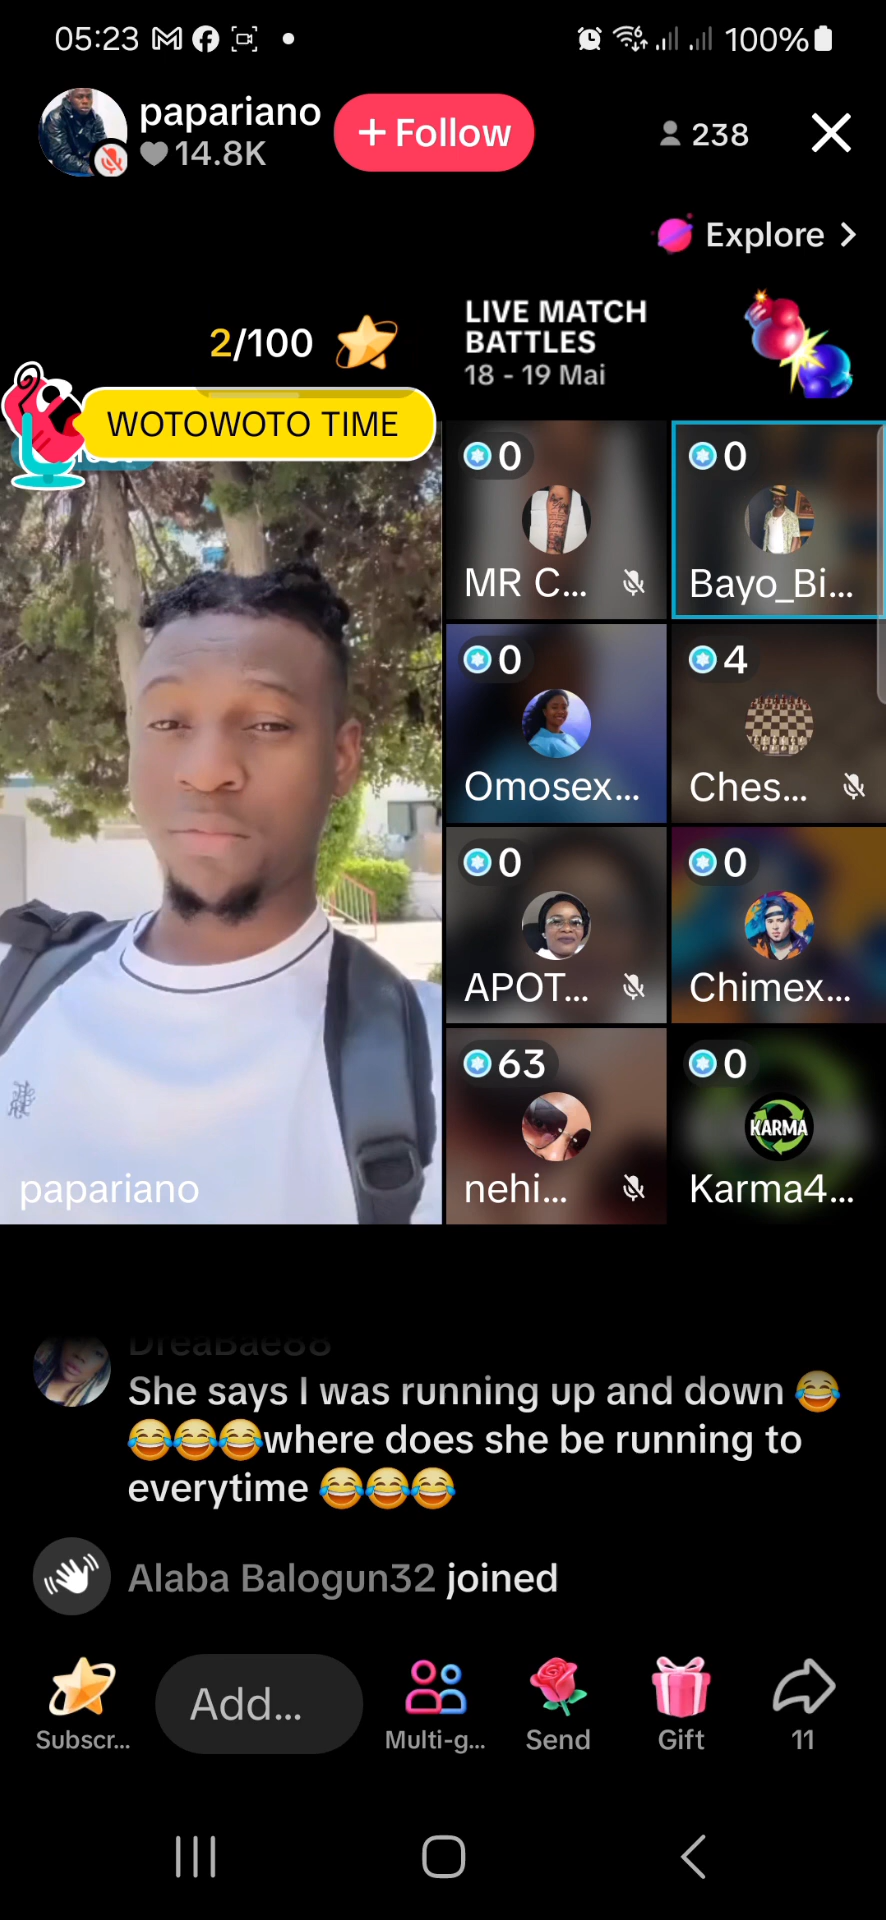 05:23
100%
papariano
14.8K
+ Follow
238
Explore >
2/100
LIVE MATCH
BATTLES
18 - 19 Mai
WOTOWOTO TIME
0
MR C...
0
Bayo_Bi...
0
Omosex...
4
Ches...
0
APOT...
0
Chimex...
63
nehi...
0
KARMA
Karma4...
papariano
DreaBae88
She says I was running up and down 😂
😂😂😂where does she be running to
everytime 😂😂😂
Alaba Balogun32 joined
Add...
Subscr...
Multi-g...
Send
Gift
11